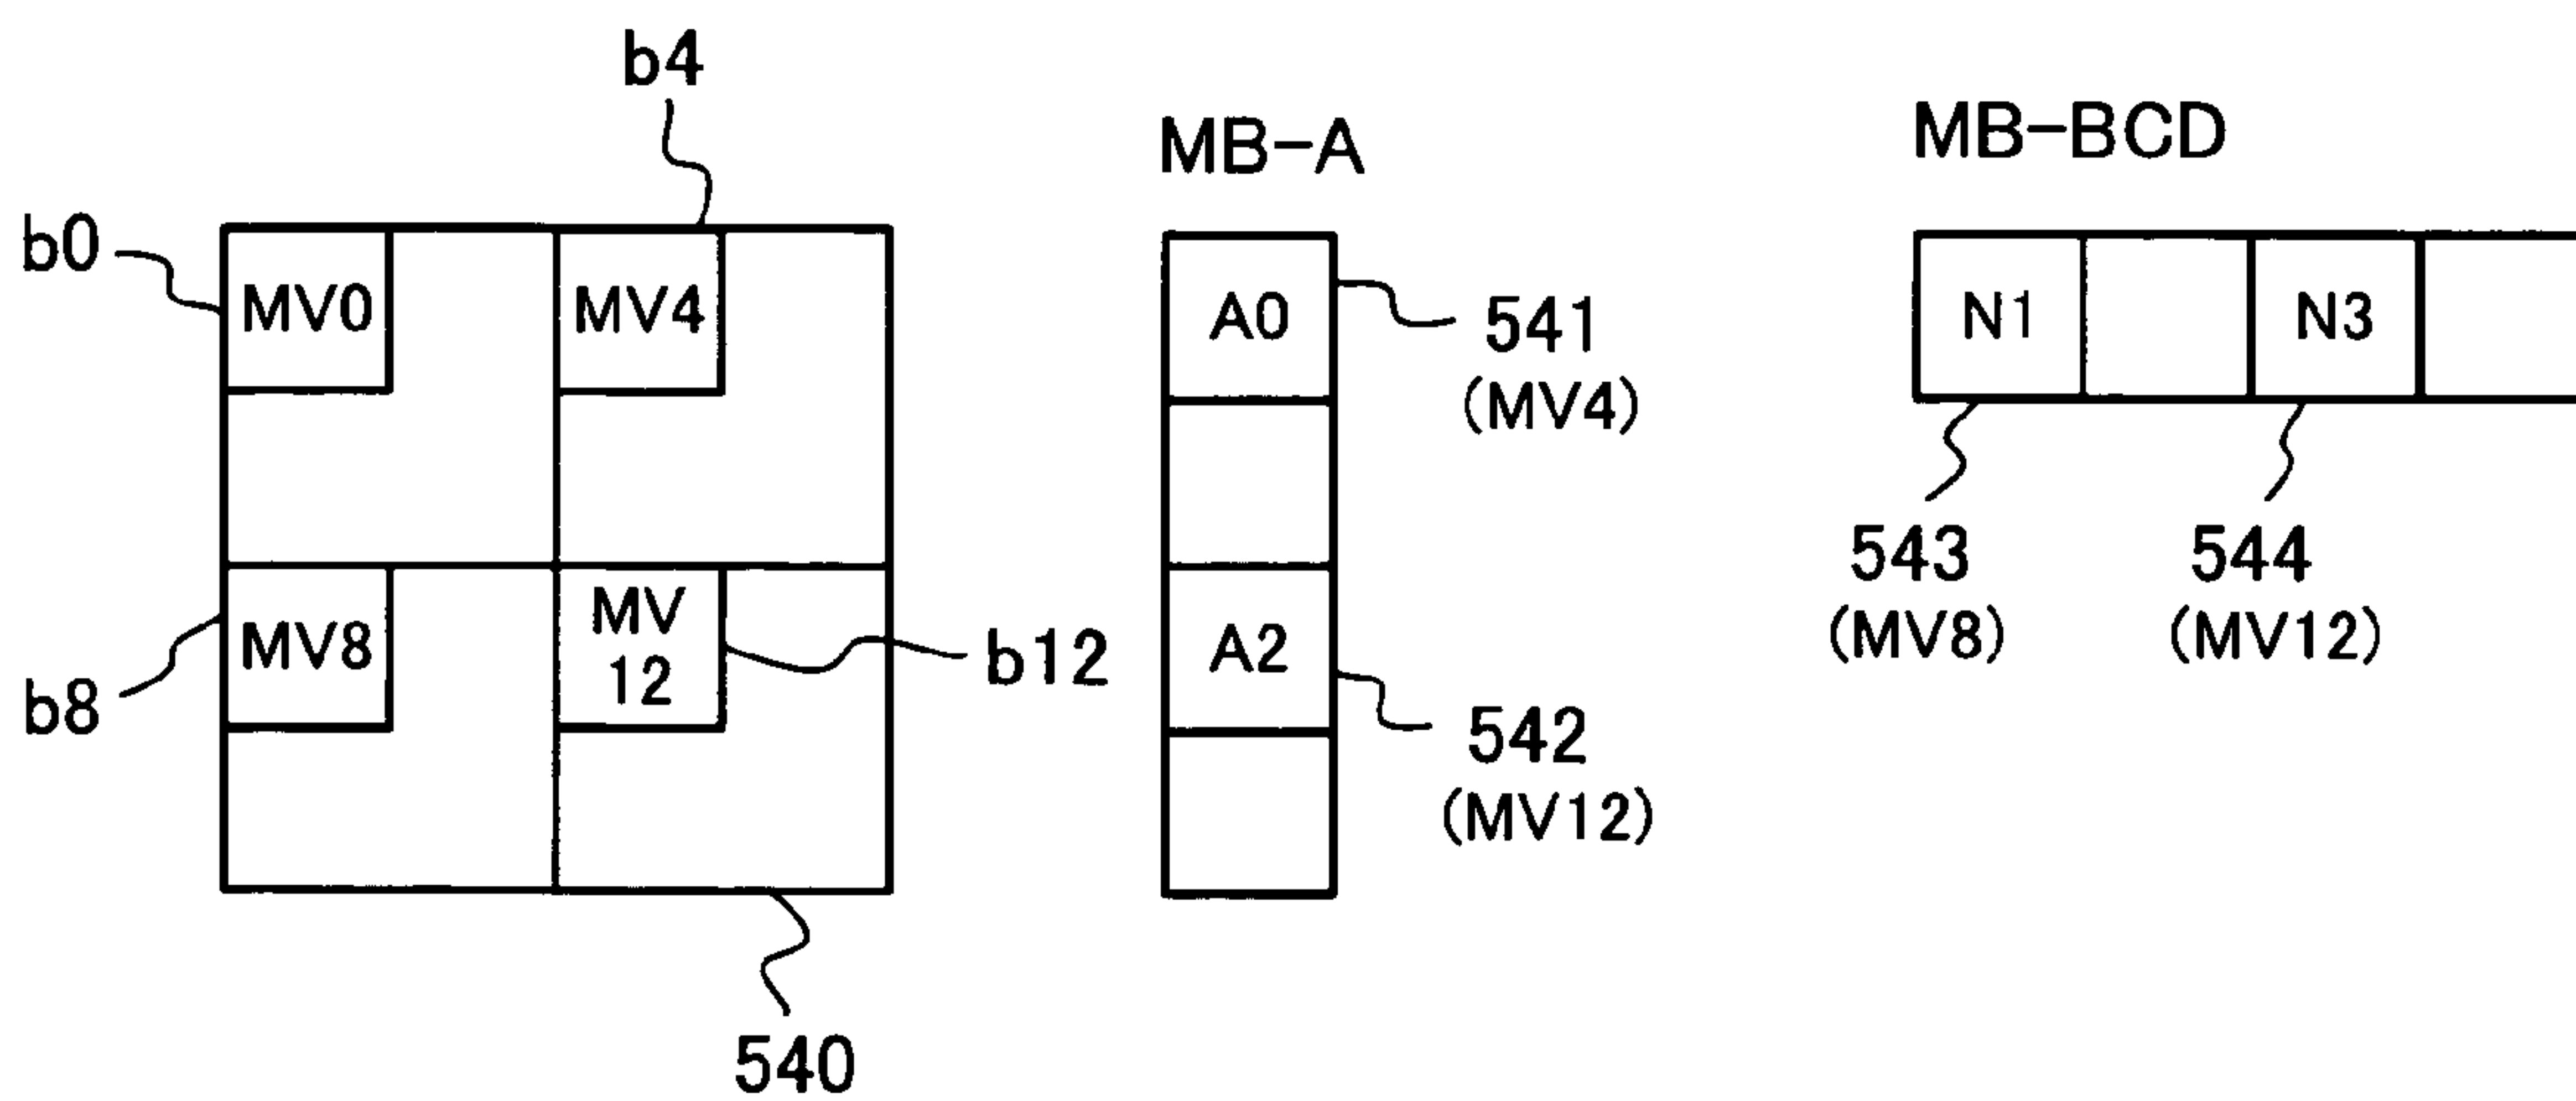 b4
MB-A
MB-BCD
b0
MV0
MV4
A0
541
(MV4)
N1
N3
543
(MV8)
544
(MV12)
b8
MV8
MV
12
b12
A2
542
(MV12)
540